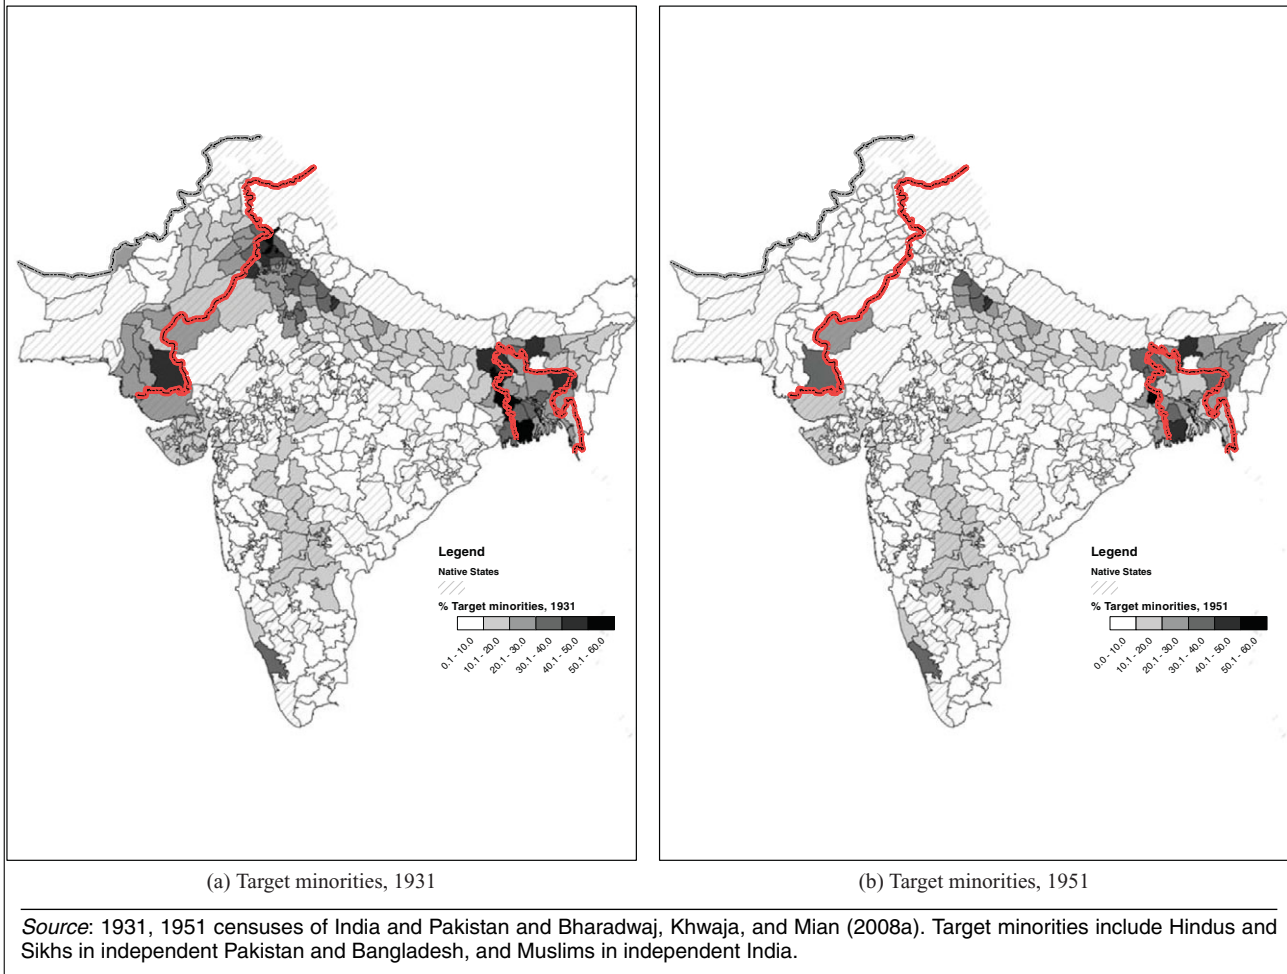 Legend
Native States
% Target minorities, 1931
0.1 - 10.0
10.1 - 20.0
20.1 - 30.0
30.1 - 40.0
40.1 - 50.0
50.1 - 60.0
Legend
Native States
% Target minorities, 1951
0.0 - 10.0
10.1 - 20.0
20.1 - 30.0
30.1 - 40.0
40.1 - 50.0
50.1 - 60.0
(a) Target minorities, 1931
(b) Target minorities, 1951
Source: 1931, 1951 censuses of India and Pakistan and Bharadwaj, Khwaja, and Mian (2008a). Target minorities include Hindus and
Sikhs in independent Pakistan and Bangladesh, and Muslims in independent India.